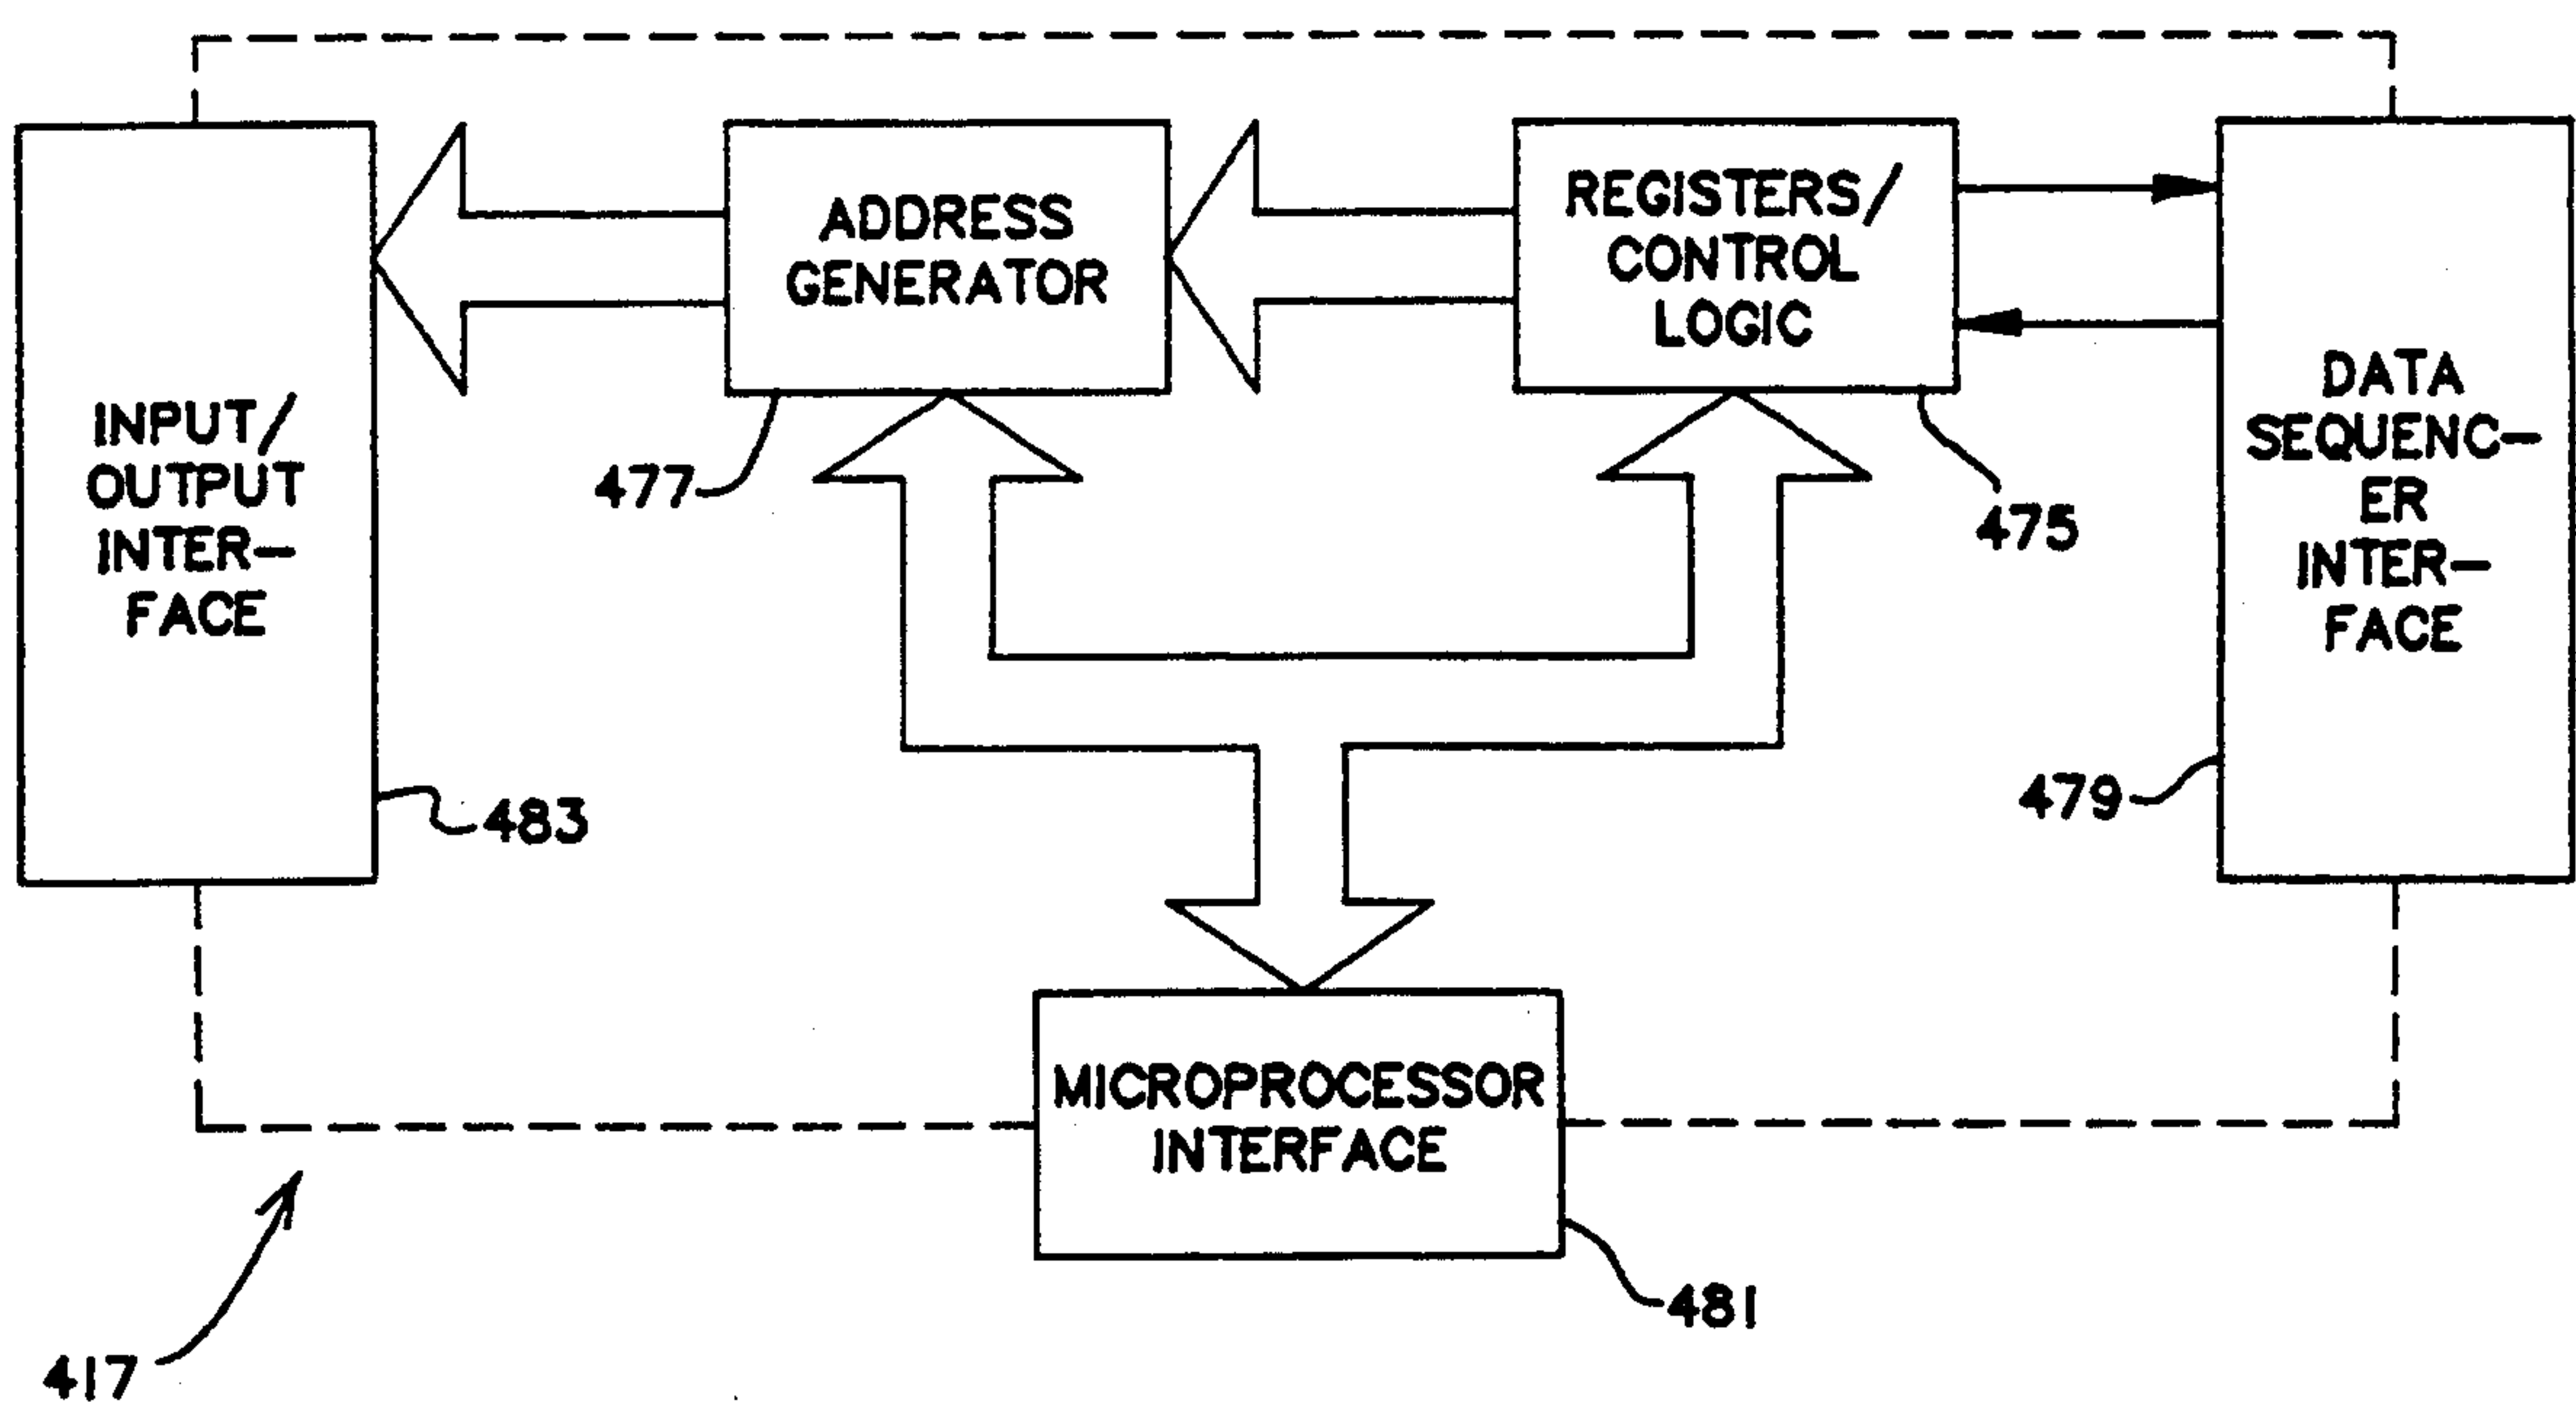 ADDRESS
GENERATOR
477
REGISTERS/
CONTROL
LOGIC
475
INPUT/
OUTPUT
INTER-
FACE
483
DATA
SEQUENC-
ER
INTER-
FACE
479
MICROPROCESSOR
INTERFACE
481
417